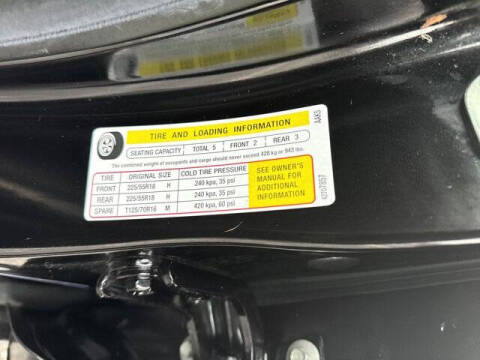 TIRE AND LOADING INFORMATION
SEATING CAPACITY TOTAL 5 FRONT 2 REAR 3
The combined weight of occupants and cargo should never exceed 428 kg or 943 lbs.
TIRE ORIGINAL SIZE COLD TIRE PRESSURE
FRONT 225/55R18 H 240 kpa, 35 psi
REAR 225/55R18 H 240 kpa, 35 psi
SPARE T125/70R16 M 420 kpa, 60 psi
SEE OWNER'S
MANUAL FOR
ADDITIONAL
INFORMATION